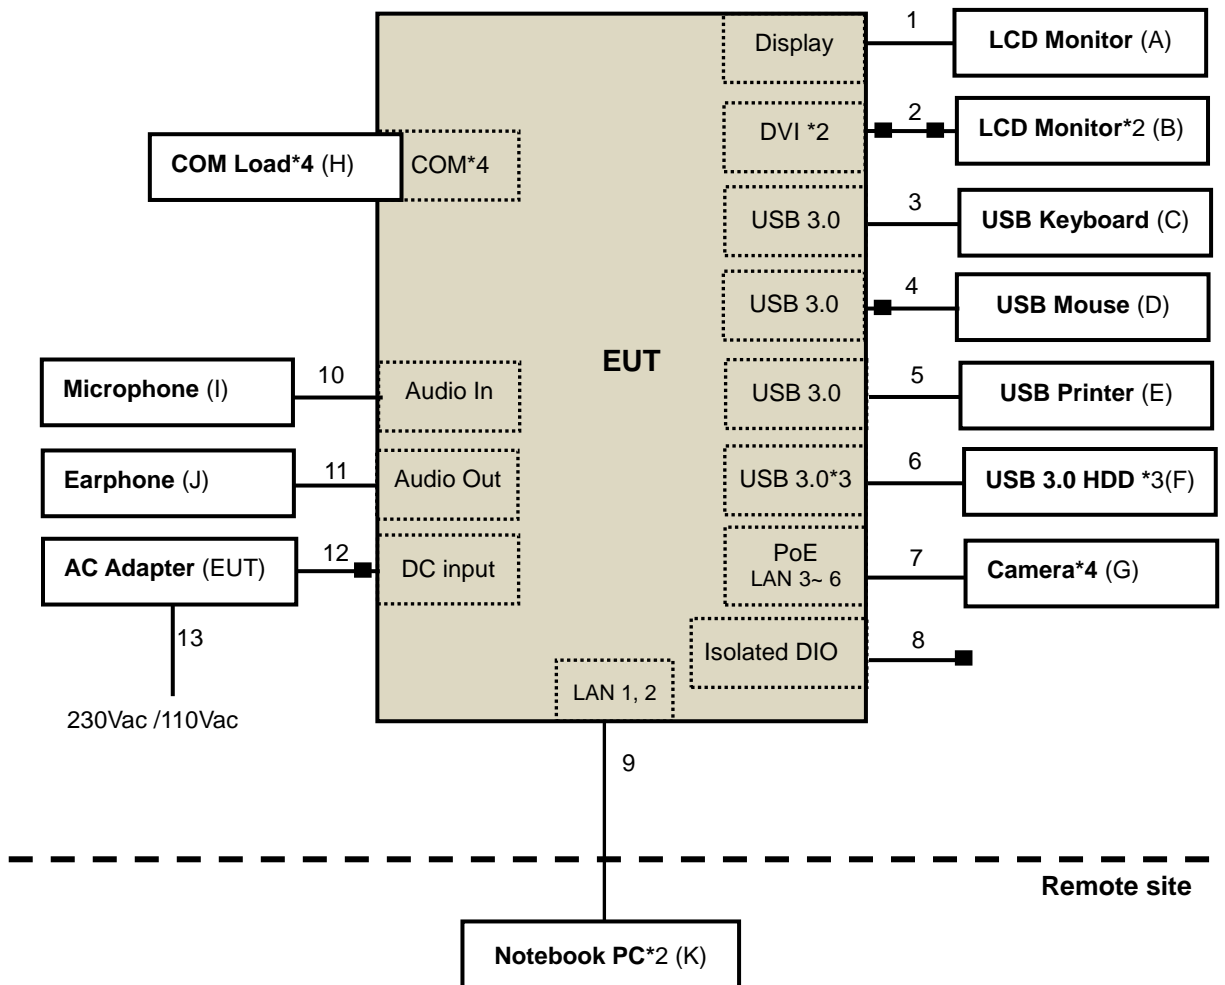 1
Display
LCD Monitor (A)
2
DVI *2
LCD Monitor*2 (B)
COM Load*4 (H)
COM*4
3
USB 3.0
USB Keyboard (C)
4
USB 3.0
USB Mouse (D)
EUT
Microphone (I)
10
Audio In
5
USB 3.0
USB Printer (E)
Earphone (J)
11
Audio Out
6
USB 3.0*3
USB 3.0 HDD *3(F)
AC Adapter (EUT)
12
DC input
PoE
LAN 3~ 6
7
Camera*4 (G)
13
Isolated DIO
8
LAN 1, 2
230Vac /110Vac
9
Remote site
Notebook PC*2 (K)